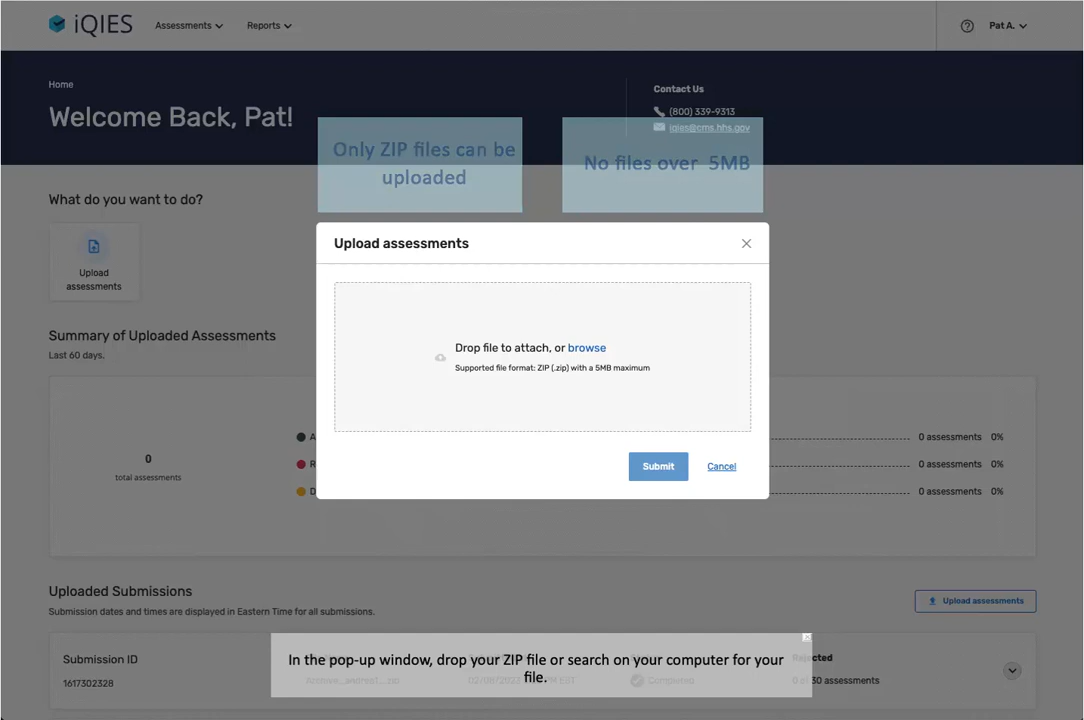 iQIES
Assessments
Reports
Pat A.
Home
Welcome Back, Pat!
Contact Us
(800) 339-9313
iqies@cms.hhs.gov
Only ZIP files can be
uploaded
No files over 5MB
What do you want to do?
Upload
assessments
Upload assessments
Drop file to attach, or browse
Supported file format: ZIP (.zip) with a 5MB maximum
Submit
Cancel
Summary of Uploaded Assessments
Last 60 days.
0
total assessments
A
R
D
0 assessments 0%
0 assessments 0%
0 assessments 0%
Uploaded Submissions
Submission dates and times are displayed in Eastern Time for all submissions.
Upload assessments
Submission ID
1617302328
Rejected
0 of 30 assessments
Completed
In the pop-up window, drop your ZIP file or search on your computer for your
file.